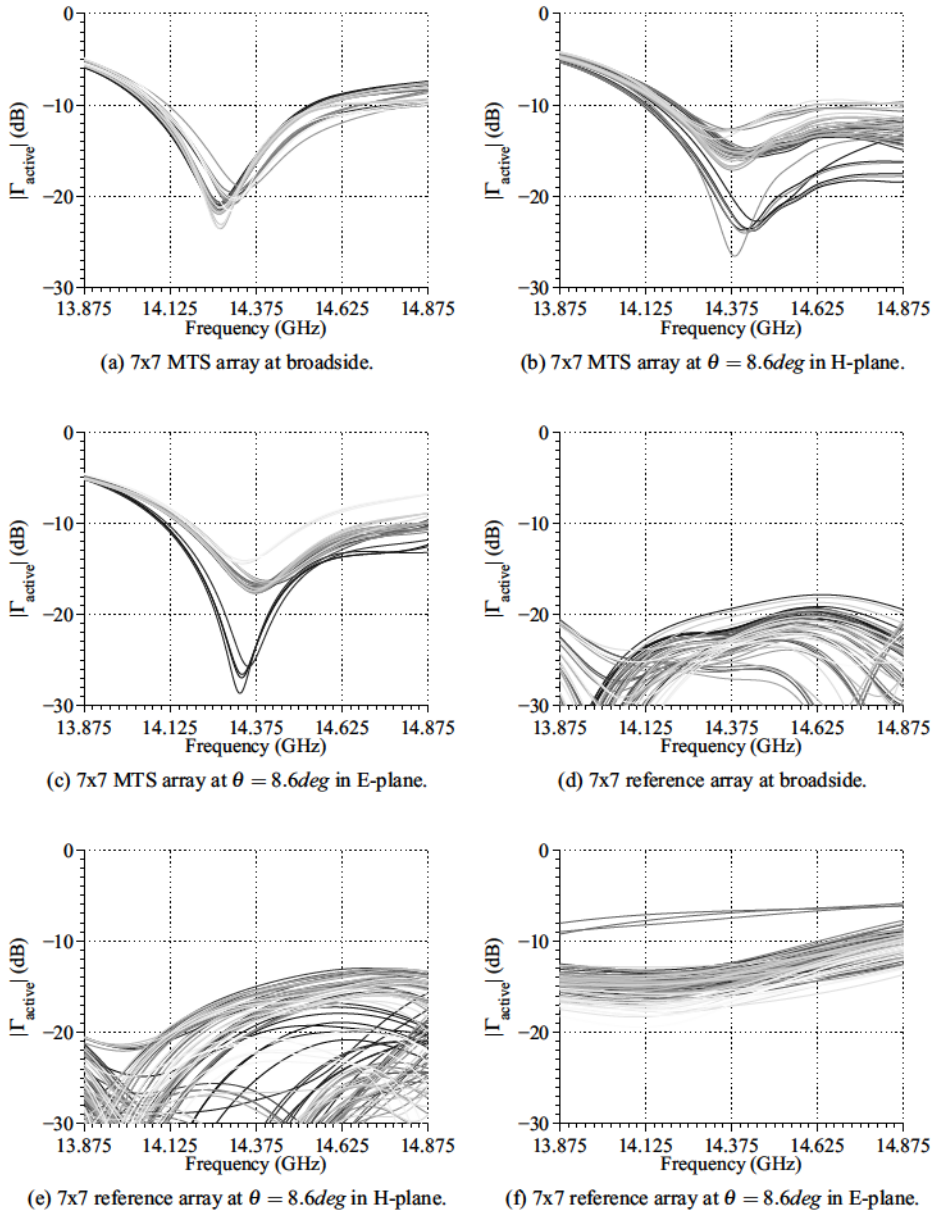 0
−10
−20
−30
|Γactive| (dB)
13.875 14.125 14.375 14.625 14.875
Frequency (GHz)
(a) 7x7 MTS array at broadside.
0
−10
−20
−30
|Γactive| (dB)
13.875 14.125 14.375 14.625 14.875
Frequency (GHz)
(b) 7x7 MTS array at θ = 8.6deg in H-plane.
0
−10
−20
−30
|Γactive| (dB)
13.875 14.125 14.375 14.625 14.875
Frequency (GHz)
(c) 7x7 MTS array at θ = 8.6deg in E-plane.
0
−10
−20
−30
|Γactive| (dB)
13.875 14.125 14.375 14.625 14.875
Frequency (GHz)
(d) 7x7 reference array at broadside.
0
−10
−20
−30
|Γactive| (dB)
13.875 14.125 14.375 14.625 14.875
Frequency (GHz)
(e) 7x7 reference array at θ = 8.6deg in H-plane.
0
−10
−20
−30
|Γactive| (dB)
13.875 14.125 14.375 14.625 14.875
Frequency (GHz)
(f) 7x7 reference array at θ = 8.6deg in E-plane.